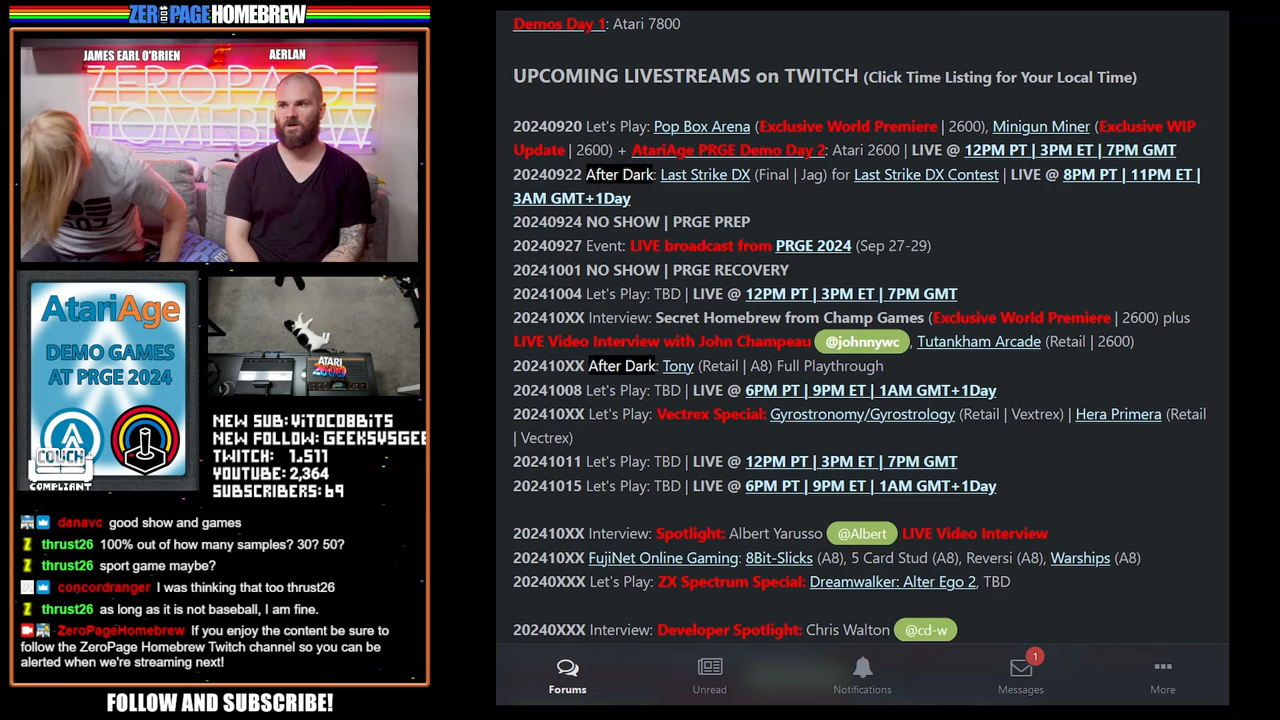 ZEROPAGE HOMEBREW
JAMES EARL O'BRIEN
AERLAN
ZEROPAGE
HOMEBREW
AtariAge
DEMO GAMES
AT PRGE 2024
COUCH
COMPLIANT
ATARI
2600
NEW SUB: VITOCOBBITS
NEW FOLLOW: GEEKSYSGEE
TWITCH: 1,511
YOUTUBE: 2,364
SUBSCRIBERS: 69
danavc good show and games
thrust26 100% out of how many samples? 30? 50?
thrust26 sport game maybe?
concordranger I was thinking that too thrust26
thrust26 as long as it is not baseball, I am fine.
ZeroPageHomebrew If you enjoy the content be sure to
follow the ZeroPage Homebrew Twitch channel so you can be
alerted when we're streaming next!
FOLLOW AND SUBSCRIBE!
Demos Day 1: Atari 7800
UPCOMING LIVESTREAMS on TWITCH (Click Time Listing for Your Local Time)
20240920 Let's Play: Pop Box Arena (Exclusive World Premiere | 2600), Minigun Miner (Exclusive WIP
Update | 2600) + AtariAge PRGE Demo Day 2: Atari 2600 | LIVE @ 12PM PT | 3PM ET | 7PM GMT
20240922 After Dark: Last Strike DX (Final | Jag) for Last Strike DX Contest | LIVE @ 8PM PT | 11PM ET |
3AM GMT+1Day
20240924 NO SHOW | PRGE PREP
20240927 Event: LIVE broadcast from PRGE 2024 (Sep 27-29)
20241001 NO SHOW | PRGE RECOVERY
20241004 Let's Play: TBD | LIVE @ 12PM PT | 3PM ET | 7PM GMT
202410XX Interview: Secret Homebrew from Champ Games (Exclusive World Premiere | 2600) plus
LIVE Video Interview with John Champeau @johnnywc, Tutankham Arcade (Retail | 2600)
202410XX After Dark: Tony (Retail | A8) Full Playthrough
20241008 Let's Play: TBD | LIVE @ 6PM PT | 9PM ET | 1AM GMT+1Day
202410XX Let's Play: Vectrex Special: Gyrostronomy/Gyrostrology (Retail | Vextrex) | Hera Primera (Retail
| Vectrex)
20241011 Let's Play: TBD | LIVE @ 12PM PT | 3PM ET | 7PM GMT
20241015 Let's Play: TBD | LIVE @ 6PM PT | 9PM ET | 1AM GMT+1Day
202410XX Interview: Spotlight: Albert Yarusso @Albert LIVE Video Interview
202410XX FujiNet Online Gaming: 8Bit-Slicks (A8), 5 Card Stud (A8), Reversi (A8), Warships (A8)
20240XXX Let's Play: ZX Spectrum Special: Dreamwalker: Alter Ego 2, TBD
20240XXX Interview: Developer Spotlight: Chris Walton @cd-w
Forums
Unread
Notifications
1
Messages
More